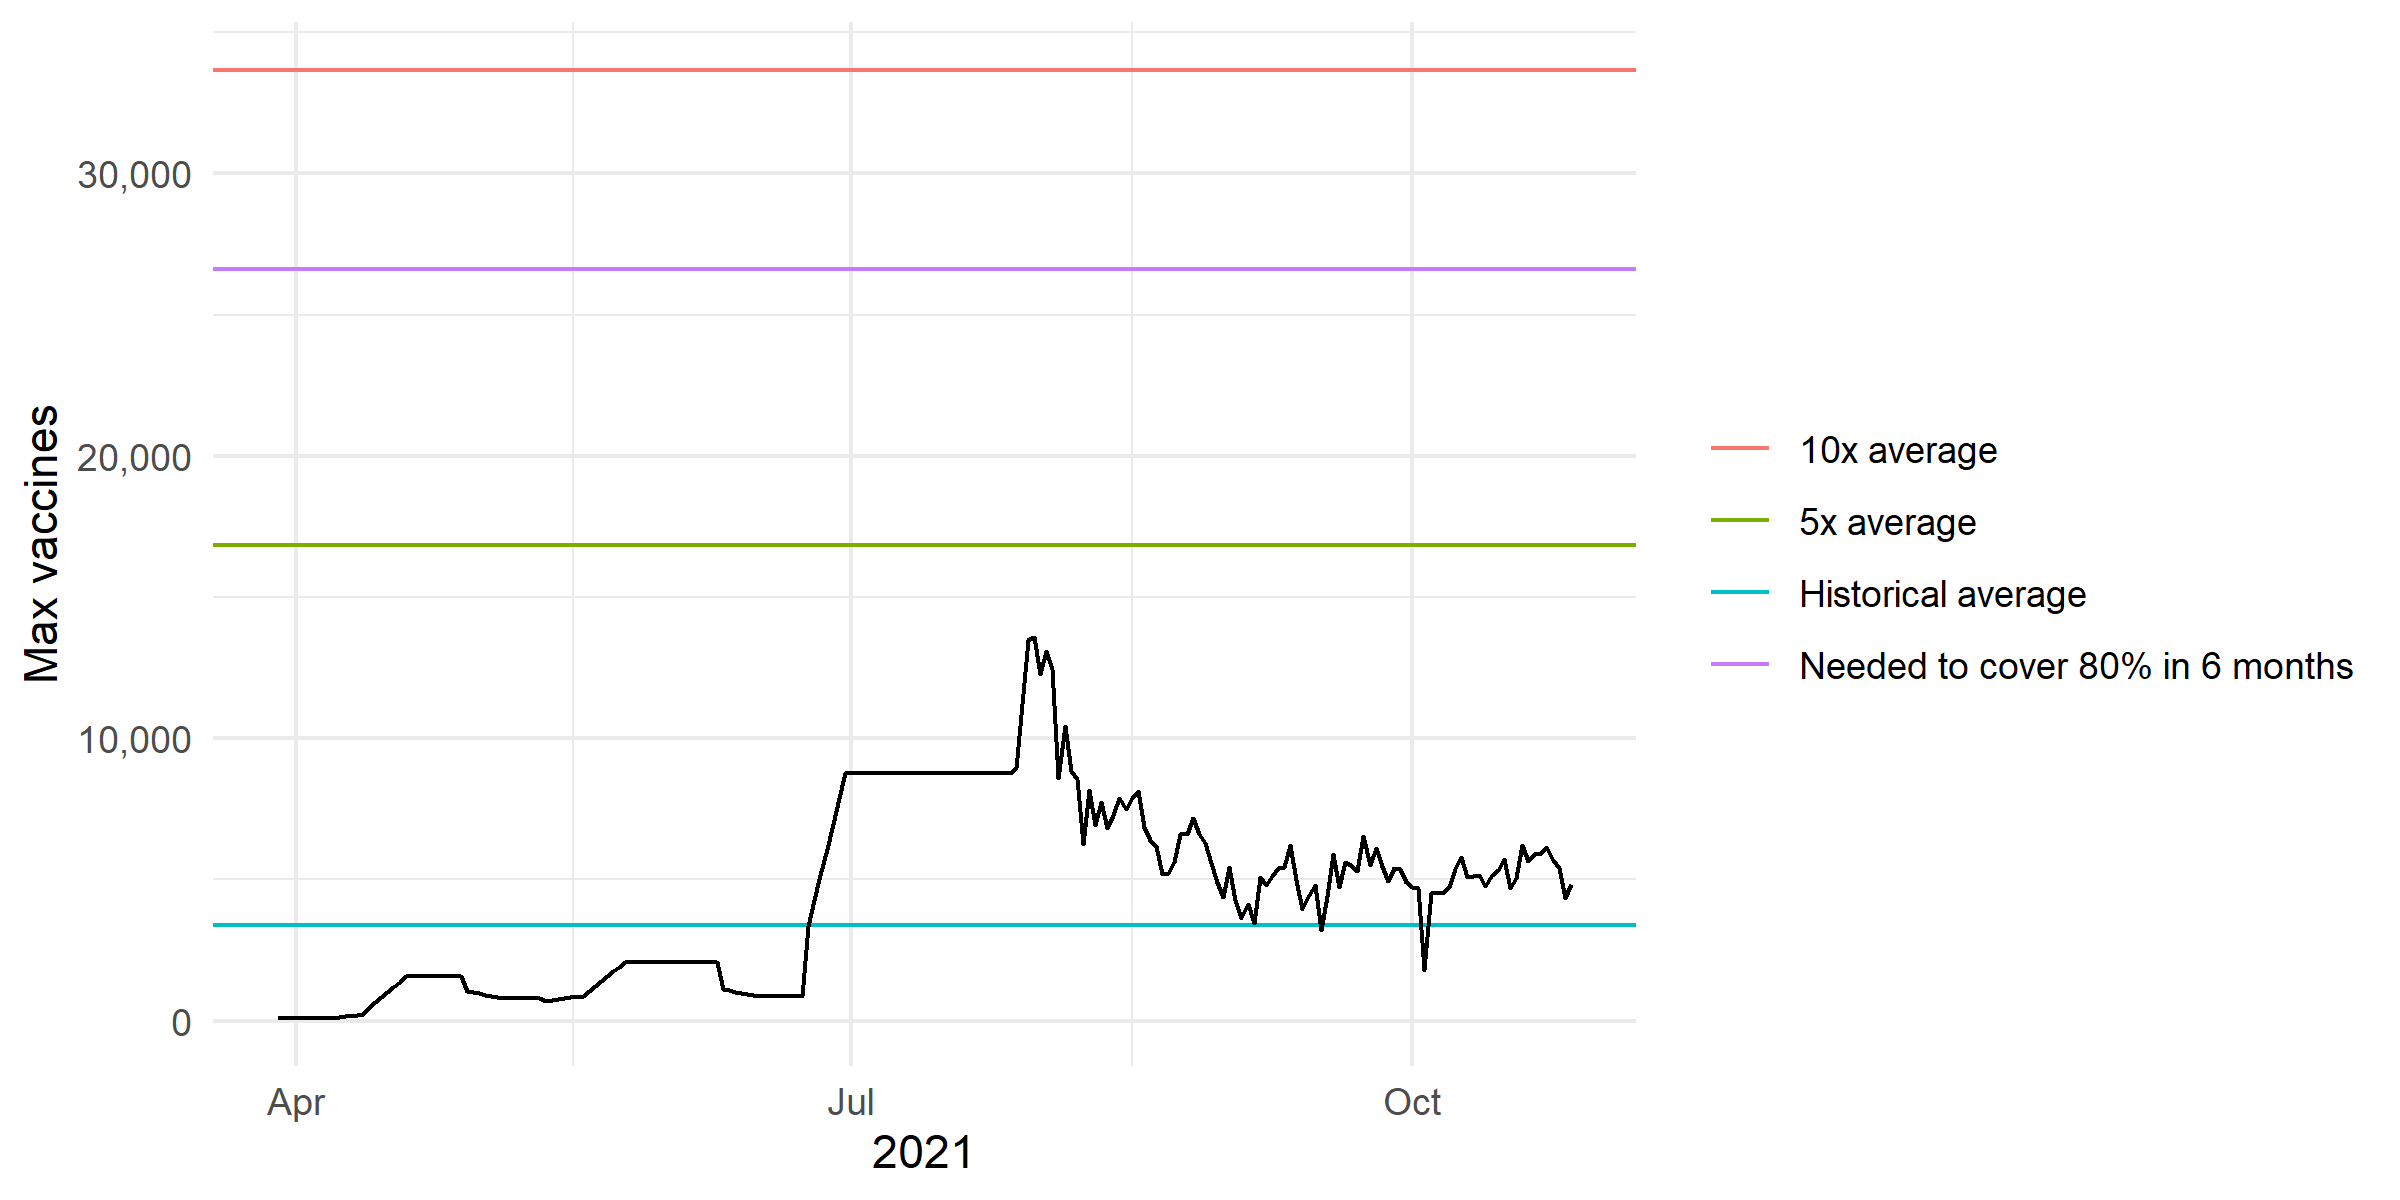 Max vaccines
30,000
20,000
10,000
0
Apr
Jul
Oct
2021
10x average
5x average
Historical average
Needed to cover 80% in 6 months